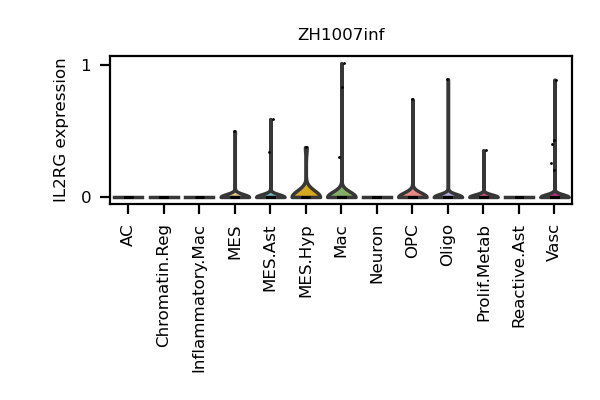 ZH1007inf
IL2RG expression
1
0
AC
Chromatin.Reg
Inflammatory.Mac
MES
MES.Ast
MES.Hyp
Mac
Neuron
OPC
Oligo
Prolif.Metab
Reactive.Ast
Vasc